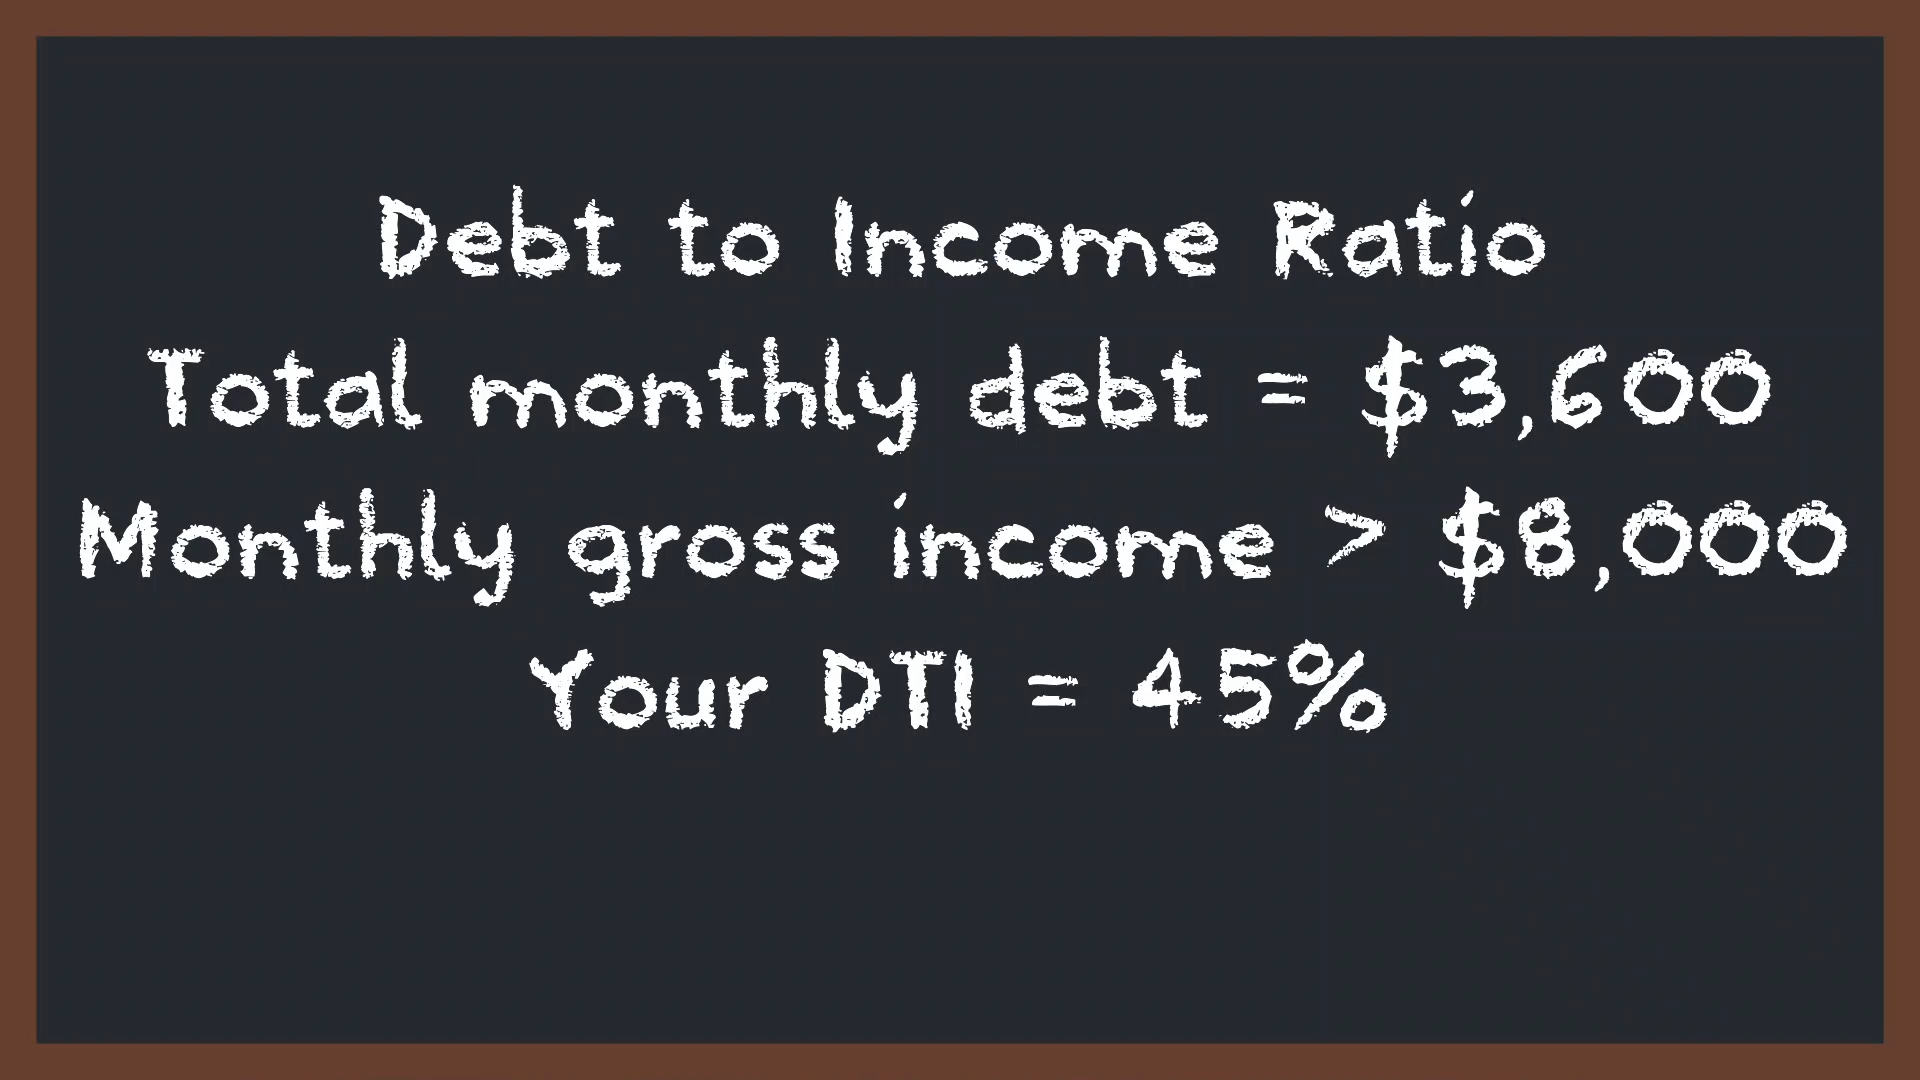 Debt to Income Ratio
Total monthly debt = $3,600
Monthly gross income > $8,000
Your DTI = 45%